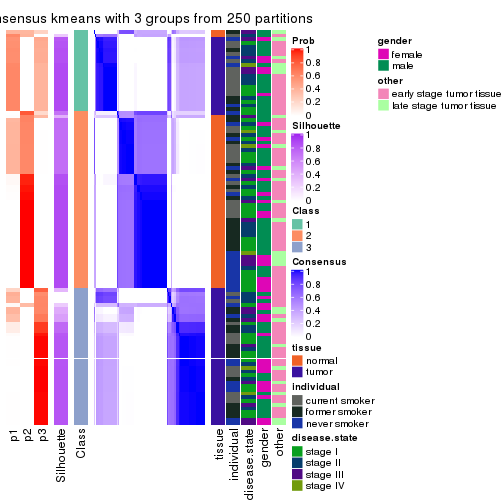 nsensus kmeans with 3 groups from 250 partitions
Prob
1
0.8
0.6
0.4
0.2
0
Silhouette
1
0.8
0.6
0.4
0.2
0
Class
1
2
3
Consensus
1
0.8
0.6
0.4
0.2
0
tissue
normal
tumor
individual
current smoker
former smoker
never smoker
disease.state
stage I
stage II
stage III
stage IV
gender
female
male
other
early stage tumor tissue
late stage tumor tissue
p1
p2
p3
Silhouette
Class
tissue
individual
disease.state
gender
other